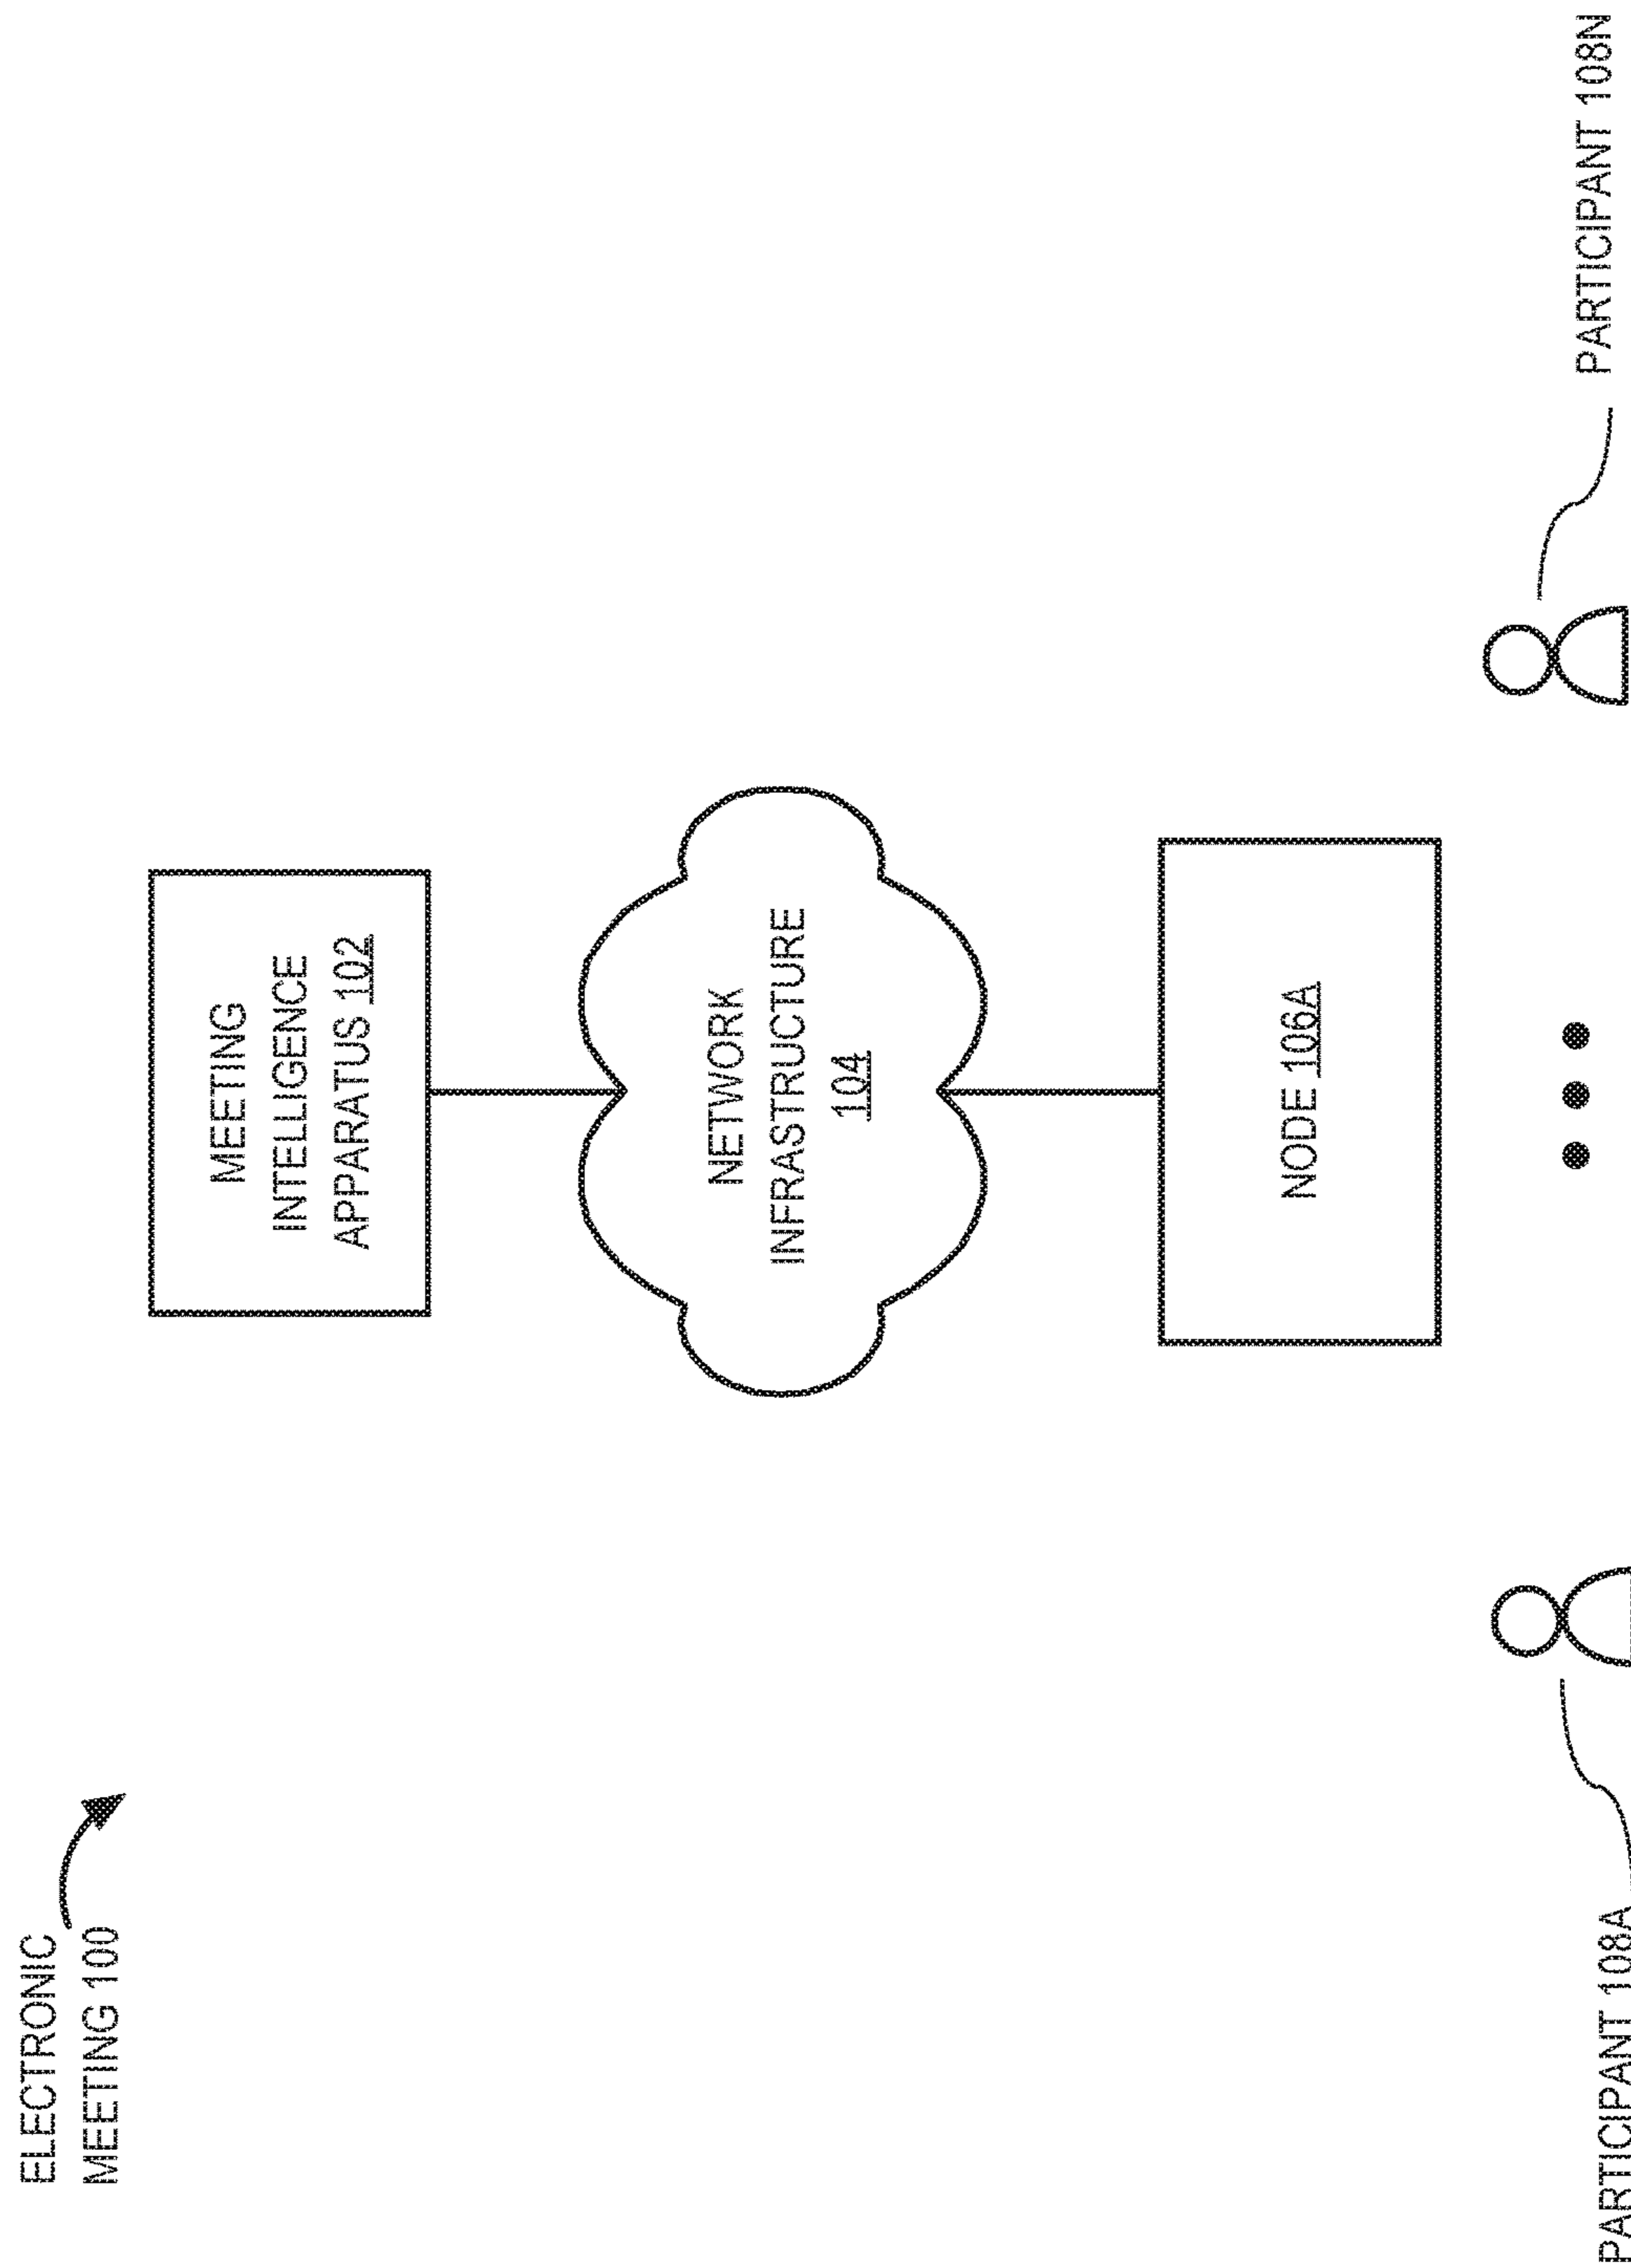 ELECTRONIC
MEETING 100
MEETING
INTELLIGENCE
APPARATUS 102
NETWORK
INFRASTRUCTURE
104
NODE 106A
PARTICIPANT 108A
PARTICIPANT 108N